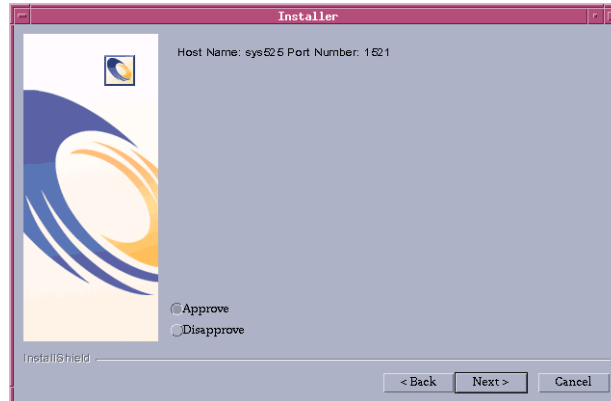 Installer
Host Name: sys525 Port Number: 1521
Approve
Disapprove
InstallShield
< Back Next > Cancel